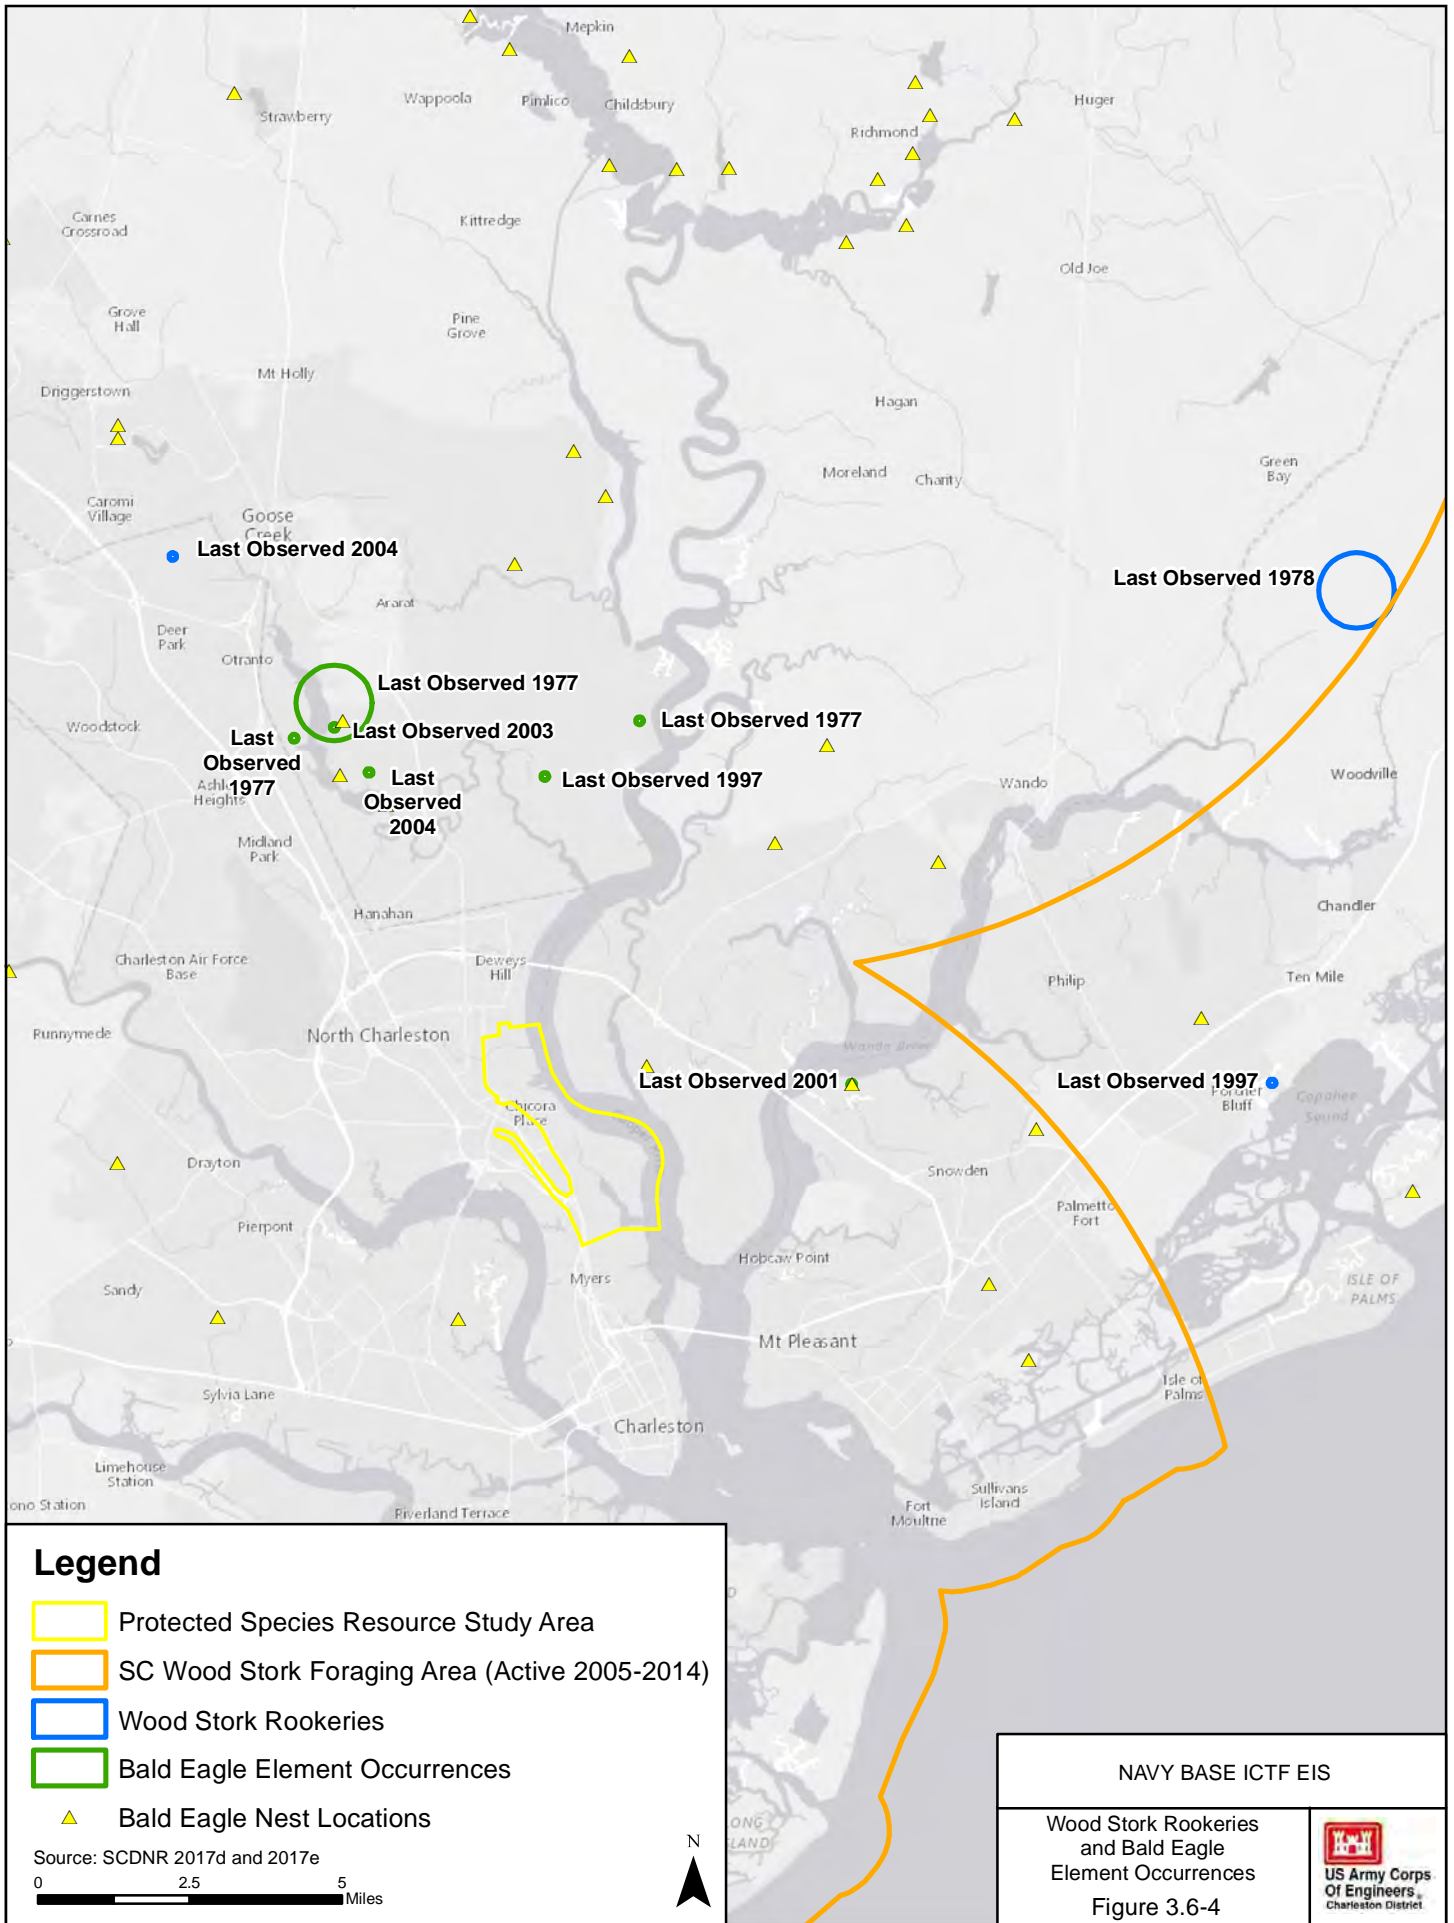 Mepkin
Wappoola
Pimlico
Childsbury
Huger
Strawberry
Richmond
Carnes
Crossroad
Kittredge
Old Joe
Grove
Hall
Pine
Grove
Mt Holly
Driggerstown
Hagan
Moreland
Charity
Green
Bay
Caromi
Village
Goose
Creek
Last Observed 2004
Last Observed 1978
Ararat
Deer
Park
Otranto
Last Observed 1977
Woodstock
Last Observed 2003
Last Observed 1977
Last
Observed
1977
Last
Observed
2004
Last Observed 1997
Heights
Wando
Woodville
Midland
Park
Hanahan
Chandler
Charleston Air Force
Base
Deweys
Hill
Philip
Ten Mile
Runnymede
North Charleston
Wando River
Last Observed 2001
Last Observed 1997
Bluff
Copahee
Sound
Chicora
Place
Drayton
Snowden
Pierpont
Palmetto
Fort
Hobcaw Point
Sandy
Myers
ISLE OF
PALMS
Mt Pleasant
Sylvia Lane
Isle of
Palms
Charleston
Limehouse
Station
ono Station
Riverland Terrace
Sullivans
Island
Fort
Moultrie
Legend
Protected Species Resource Study Area
SC Wood Stork Foraging Area (Active 2005-2014)
Wood Stork Rookeries
Bald Eagle Element Occurrences
Bald Eagle Nest Locations
Source: SCDNR 2017d and 2017e
0 2.5 5
Miles
N
NAVY BASE ICTF EIS
Wood Stork Rookeries
and Bald Eagle
Element Occurrences
Figure 3.6-4
US Army Corps
Of Engineers®
Charleston District